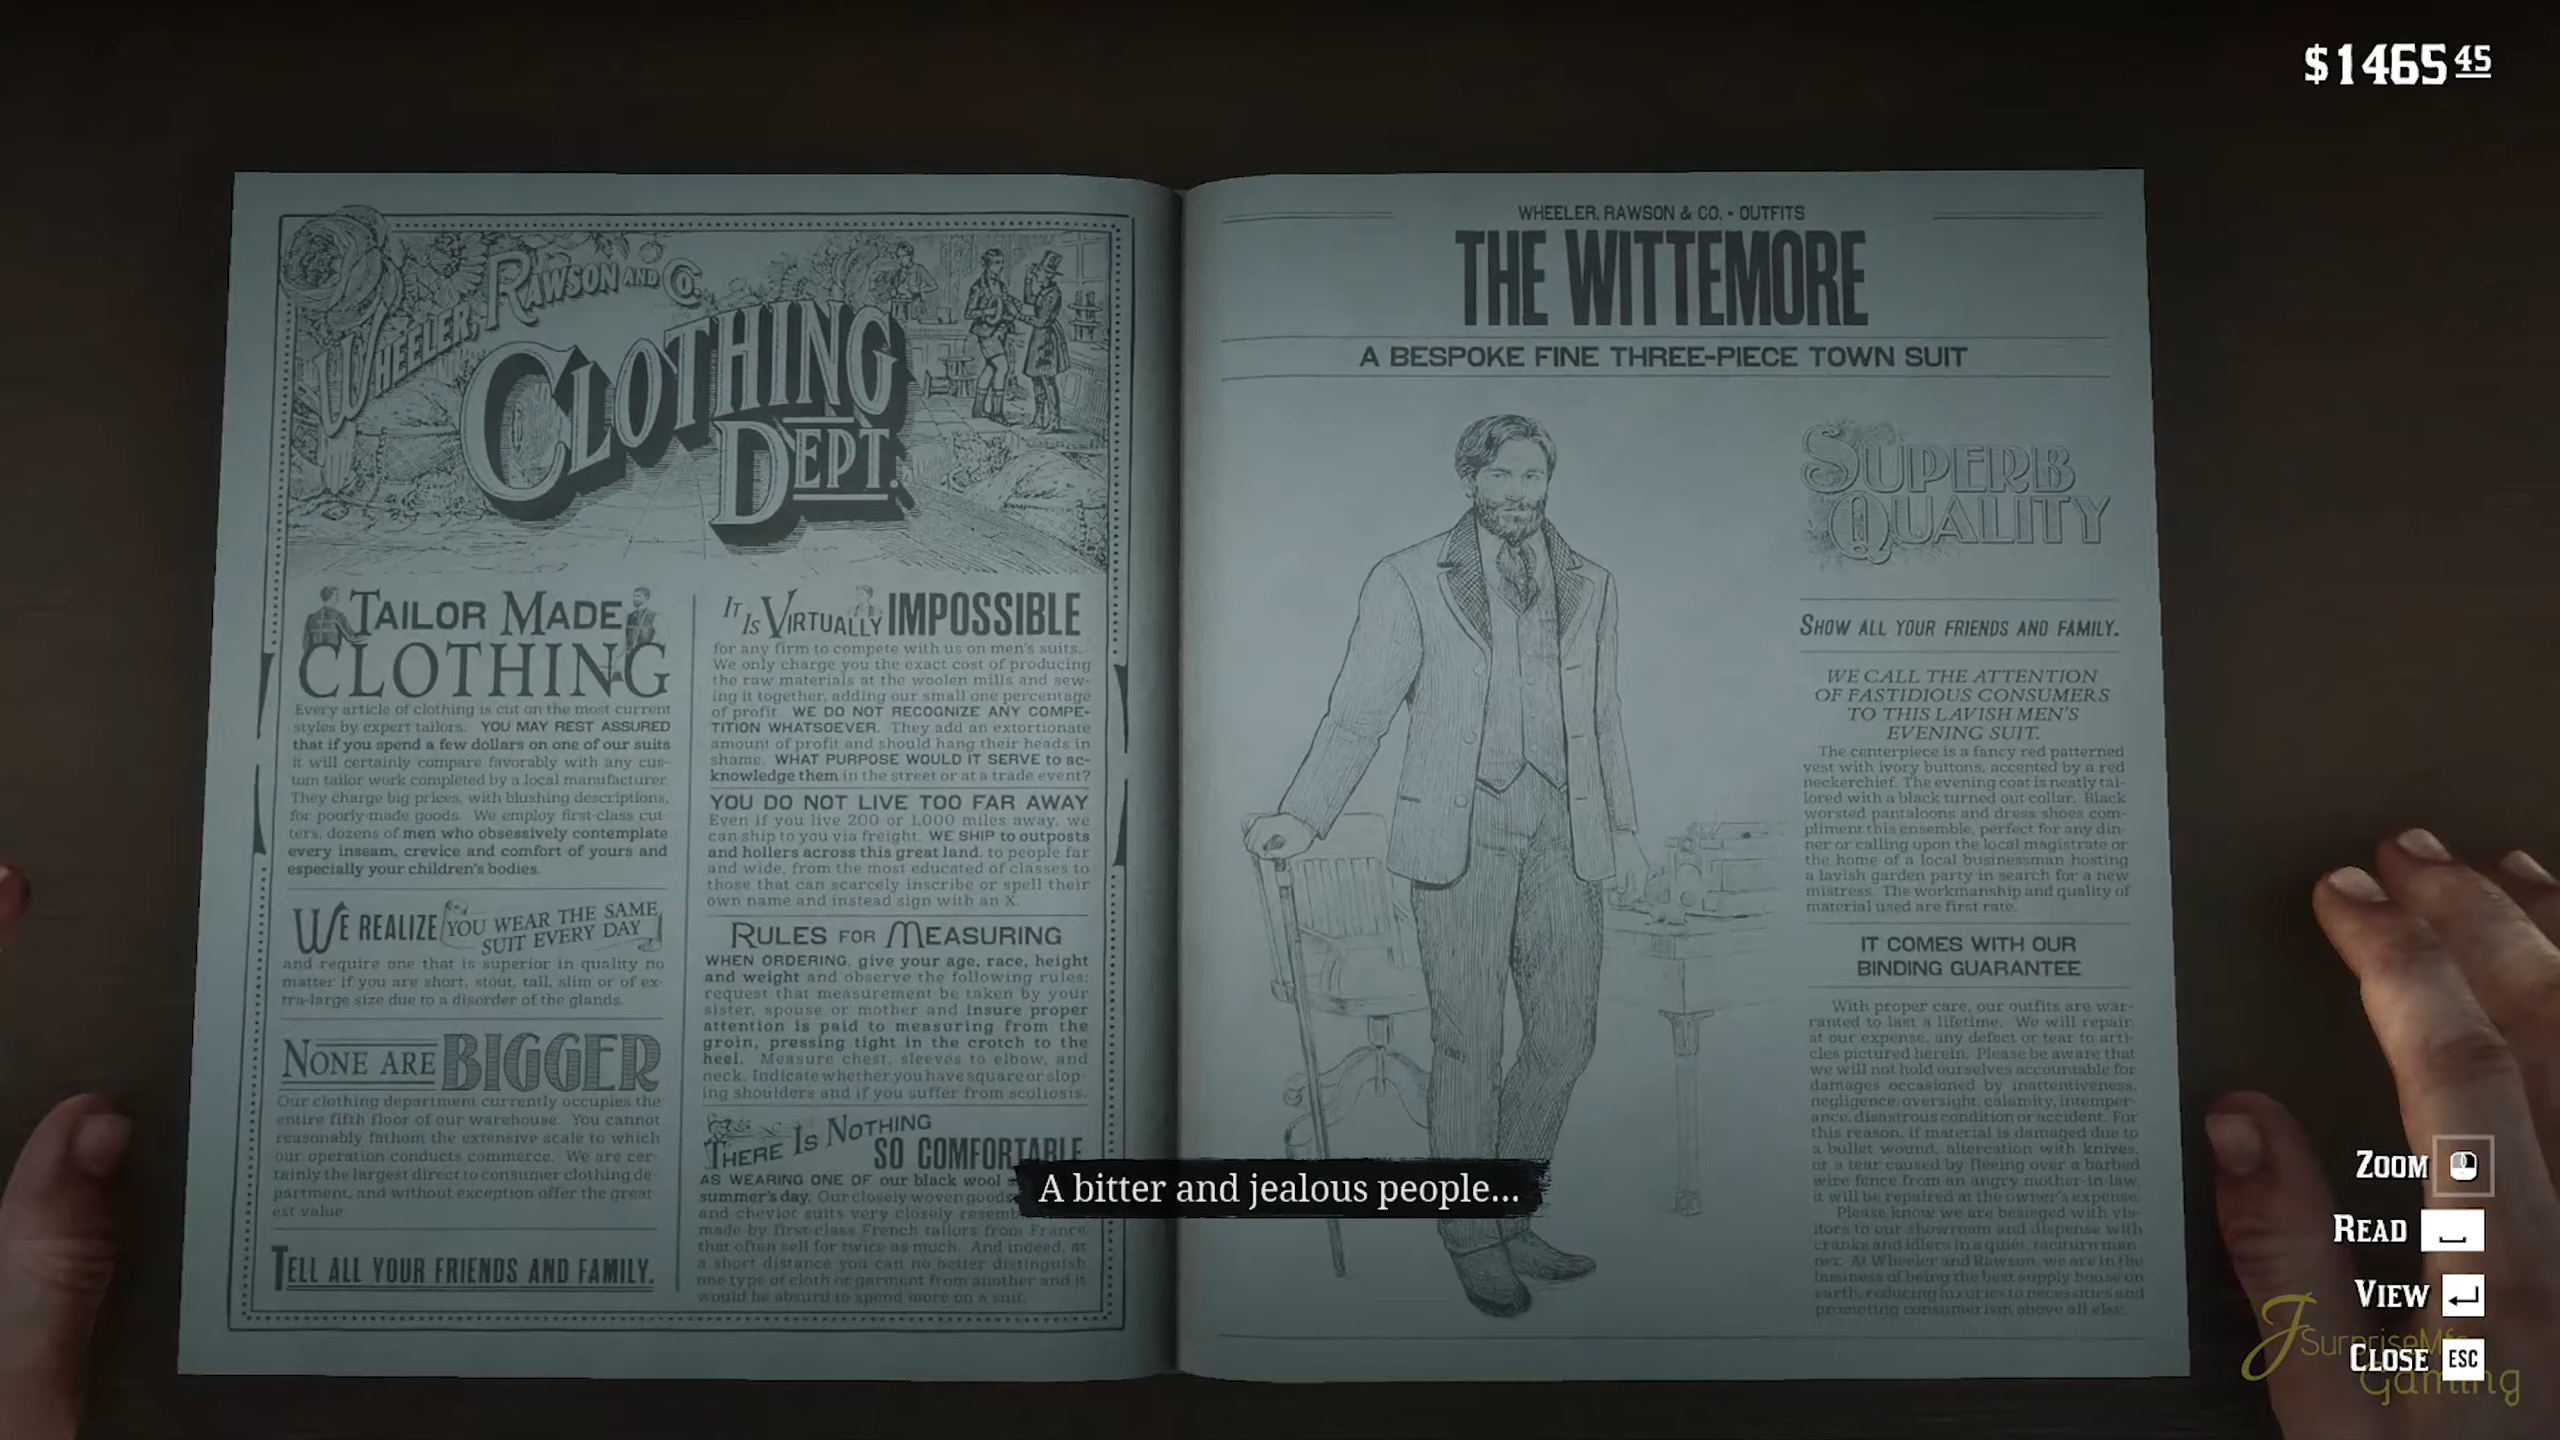 $1465 45
WHEELER, RAWSON AND CO.
CLOTHING
DEPT.
TAILOR MADE
CLOTHING
Every article of clothing is cut on the most current
styles by expert tailors. YOU MAY REST ASSURED
that if you spend a few dollars on one of our suits
it will certainly compare favorably with any cus-
tom tailor work completed by a local manufacturer.
They charge big prices, with blushing descriptions,
for poorly-made goods. We employ first-class cut-
ters, dozens of men who obsessively contemplate
every inseam, crevice and comfort of yours and
especially your children's bodies.
WE REALIZE YOU WEAR THE SAME
SUIT EVERY DAY
and require one that is superior in quality no
matter if you are short, stout, tall, slim or of ex-
tra-large size due to a disorder of the glands.
NONE ARE BIGGER
Our clothing department currently occupies the
entire fifth floor of our warehouse. You cannot
reasonably fathom the extensive scale to which
our operation conducts commerce. We are cer-
tainly the largest direct to consumer clothing de-
partment, and without exception offer the great
est value.
TELL ALL YOUR FRIENDS AND FAMILY.
IT IS VIRTUALLY IMPOSSIBLE
for any firm to compete with us on men's suits.
We only charge you the exact cost of producing
the raw materials at the woolen mills and sew-
ing it together, adding our small one percentage
of profit. WE DO NOT RECOGNIZE ANY COMPE-
TITION WHATSOEVER. They add an extortionate
amount of profit and should hang their heads in
shame. WHAT PURPOSE WOULD IT SERVE to ac-
knowledge them in the street or at a trade event?
YOU DO NOT LIVE TOO FAR AWAY
Even if you live 200 or 1,000 miles away, we
can ship to you via freight. WE SHIP to outposts
and hollers across this great land, to people far
and wide, from the most educated of classes to
those that can scarcely inscribe or spell their
own name and instead sign with an X.
RULES FOR MEASURING
WHEN ORDERING, give your age, race, height
and weight and observe the following rules:
request that measurement be taken by your
sister, spouse or mother and insure proper
attention is paid to measuring from the
groin, pressing tight in the crotch to the
heel. Measure chest, sleeves to elbow, and
neck. Indicate whether you have square or slop-
ing shoulders and if you suffer from scoliosis.
THERE IS NOTHING
SO COMFORTABLE
AS WEARING ONE OF our black wool
summer's day. Our closely woven goods
and cheviot suits very closely
made by first-class French tailors from France
that often sell for twice as much. And indeed, at
a short distance you can no better distinguish
one type of cloth or garment from another and it
would be absurd to spend more on a suit.
WHEELER, RAWSON & CO. - OUTFITS
THE WITTEMORE
A BESPOKE FINE THREE-PIECE TOWN SUIT
SUPERB
QUALITY
SHOW ALL YOUR FRIENDS AND FAMILY.
WE CALL THE ATTENTION
OF FASTIDIOUS CONSUMERS
TO THIS LAVISH MEN'S
EVENING SUIT.
The centerpiece is a fancy red patterned
vest with ivory buttons, accented by a red
neckerchief. The evening coat is neatly tai-
lored with a black turned out collar. Black
worsted pantaloons and dress shoes com-
pliment this ensemble, perfect for any din-
ner or calling upon the local magistrate or
the home of a local businessman hosting
a lavish garden party in search for a new
mistress. The workmanship and quality of
material used are first rate.
IT COMES WITH OUR
BINDING GUARANTEE
With proper care, our outfits are war-
ranted to last a lifetime. We will repair,
at our expense, any defect or tear to arti-
cles pictured herein. Please be aware that
we will not hold ourselves accountable for
damages occasioned by inattentiveness,
negligence, oversight, calamity, intemper-
ance, disastrous condition or accident. For
this reason, if material is damaged due to
a bullet wound, altercation with knives,
or a tear caused by fleeing over a barbed
wire fence from an angry mother-in-law,
it will be repaired at the owner's expense.
Please know we are besieged with vis-
itors to our showroom and dispense with
cranks and idlers in a quiet, taciturn man-
ner. At Wheeler and Rawson, we are in the
business of being the best supply house on
earth, reducing luxuries to necessities and
promoting consumerism above all else.
A bitter and jealous people...
ZOOM
READ
VIEW
CLOSE ESC
Gaming